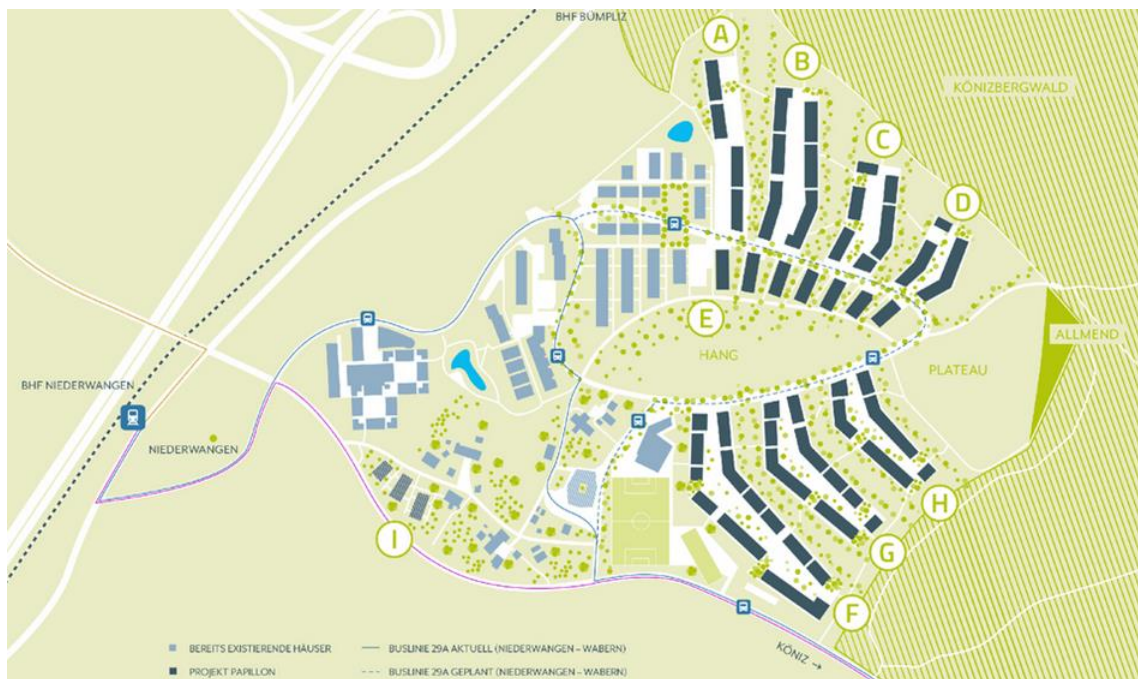 BHF BÜMPLIZ
A
B
KÖNIZBERGWALD
C
D
E
HANG
ALLMEND
PLATEAU
BHF NIEDERWANGEN
NIEDERWANGEN
H
I
G
F
KÖNIZ →
BEREITS EXISTIERENDE HÄUSER
BUSLINIE 29A AKTUELL (NIEDERWANGEN – WABERN)
PROJEKT PAPILLON
BUSLINIE 29A GEPLANT (NIEDERWANGEN – WABERN)